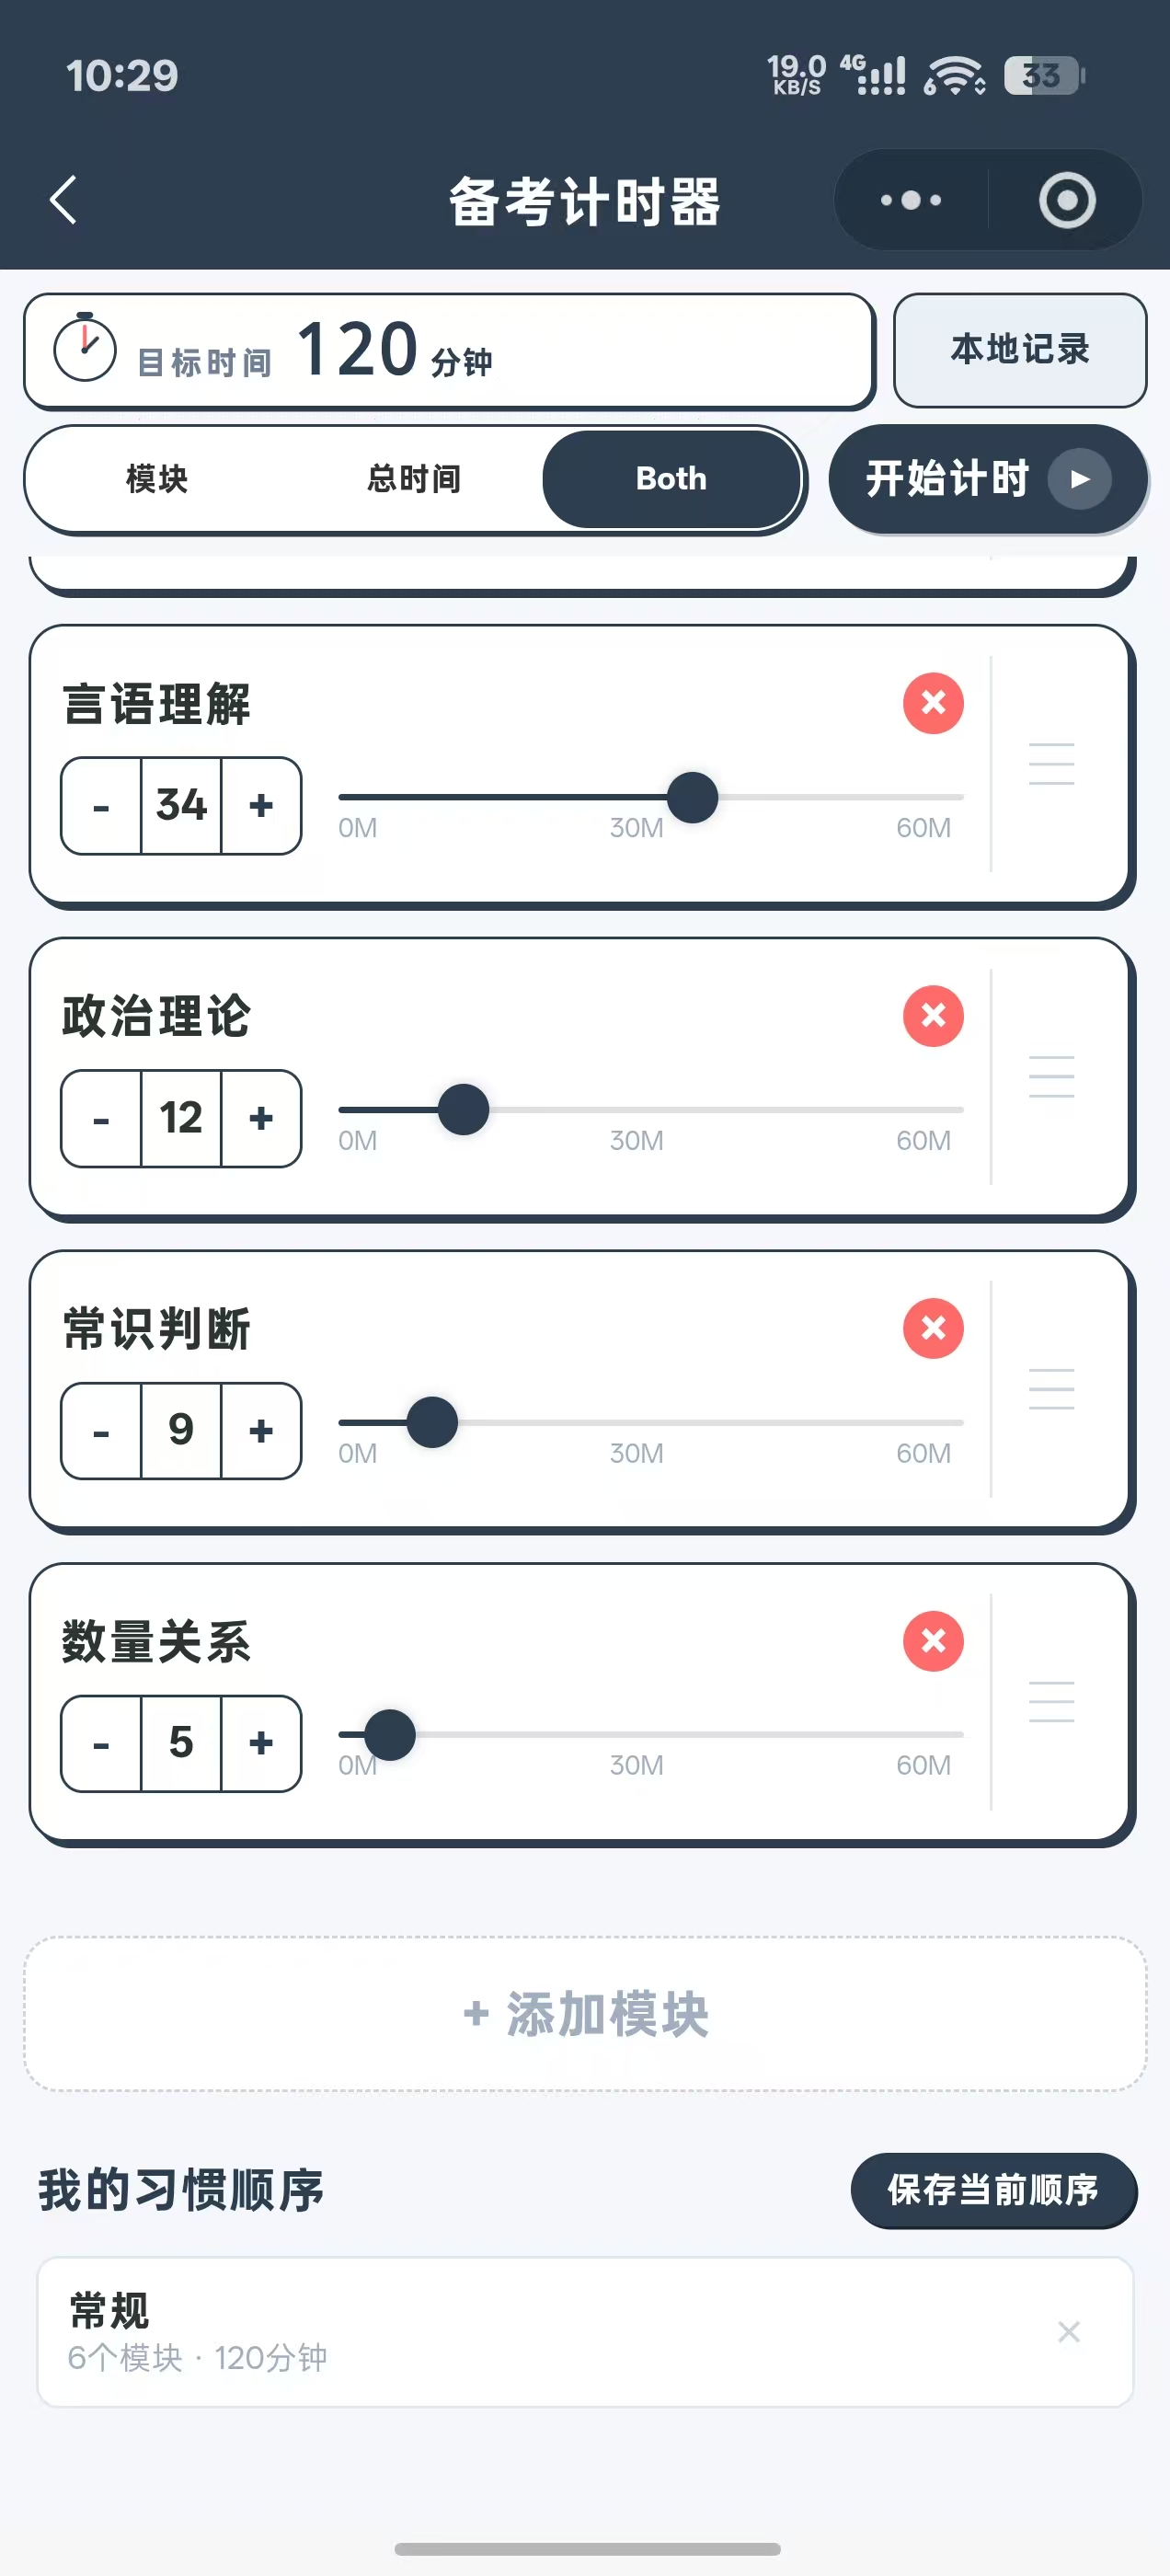 10:29
19.0 KB/S 4G 6 33
备考计时器
目标时间 120 分钟
本地记录
模块 总时间 Both
开始计时
言语理解
- 34 +
0M 30M 60M
政治理论
- 12 +
0M 30M 60M
常识判断
- 9 +
0M 30M 60M
数量关系
- 5 +
0M 30M 60M
+ 添加模块
我的习惯顺序
保存当前顺序
常规
6个模块 · 120分钟